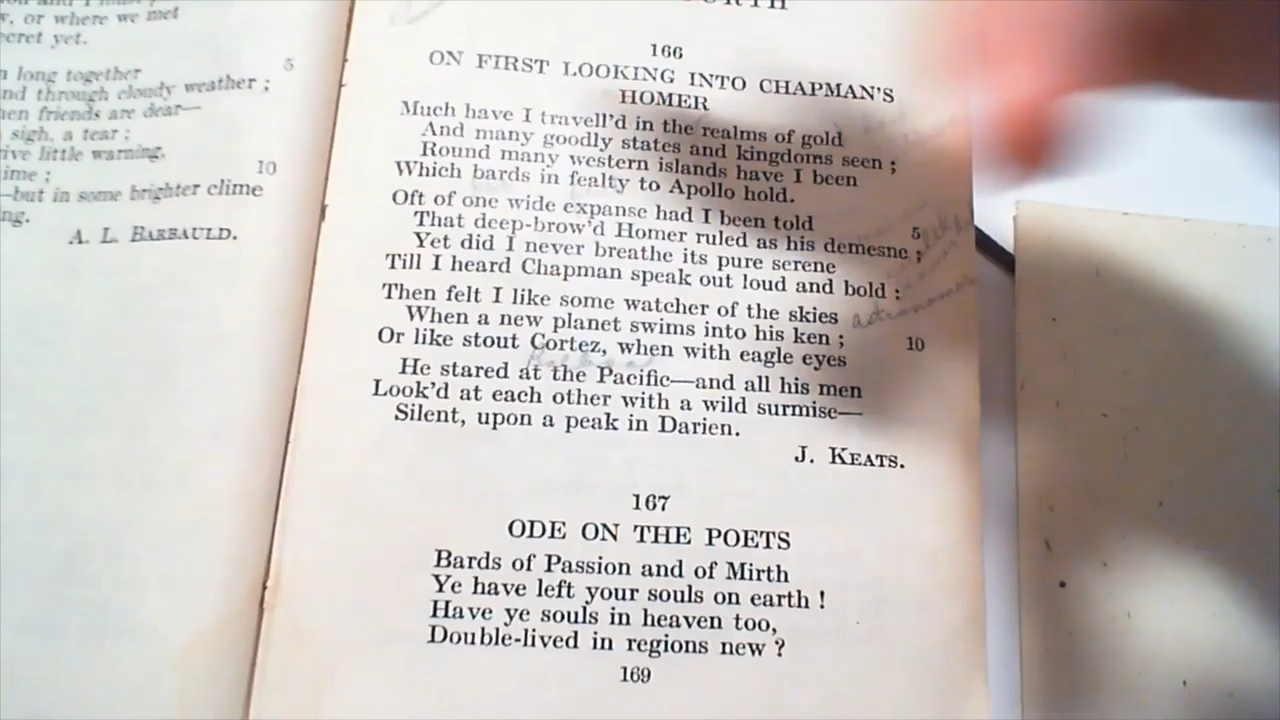 w, or where we met
ecret yet.
n long together
5
nd through cloudy weather ;
hen friends are dear—
sigh, a tear ;
ive little warning,
10
ime ;
—but in some brighter clime
ng.
A. L. BARBAULD.
166
ON FIRST LOOKING INTO CHAPMAN'S
HOMER
Much have I travell'd in the realms of gold
And many goodly states and kingdoms seen ;
Round many western islands have I been
Which bards in fealty to Apollo hold.
Oft of one wide expanse had I been told
5
That deep-brow'd Homer ruled as his demesne ;
Yet did I never breathe its pure serene
Till I heard Chapman speak out loud and bold :
Then felt I like some watcher of the skies
astronomer
When a new planet swims into his ken ;
10
Or like stout Cortez, when with eagle eyes
Balboa
He stared at the Pacific—and all his men
Look'd at each other with a wild surmise—
Silent, upon a peak in Darien.
J. KEATS.
167
ODE ON THE POETS
Bards of Passion and of Mirth
Ye have left your souls on earth !
Have ye souls in heaven too,
Double-lived in regions new ?
169